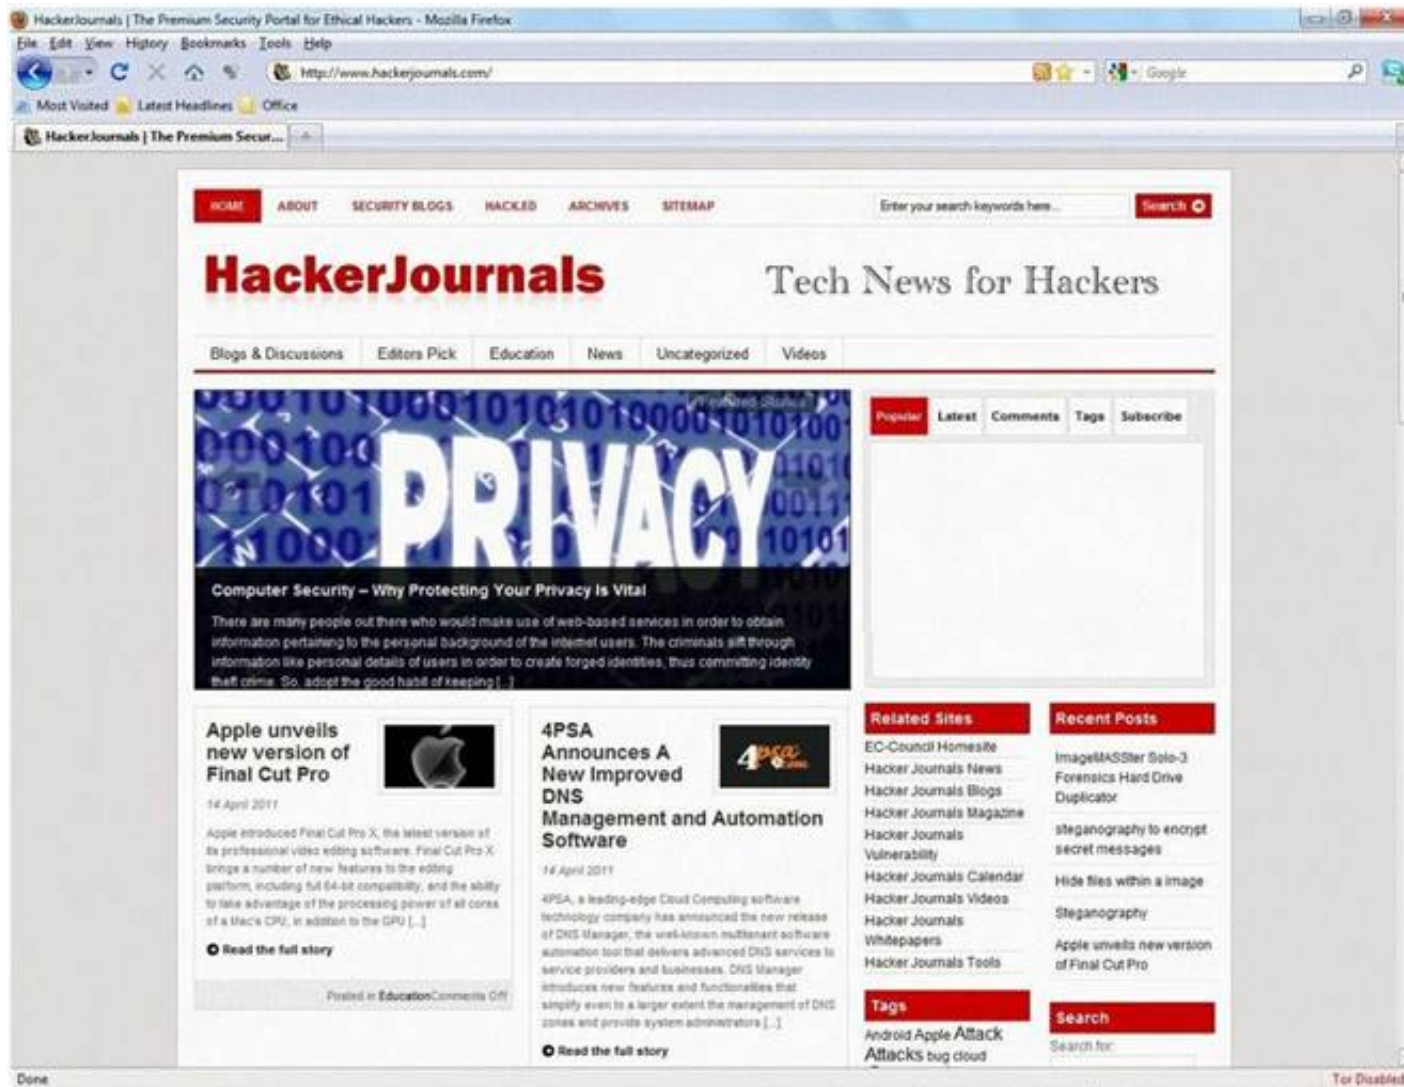 HackerJournals | The Premium Security Portal for Ethical Hackers - Mozilla Firefox
File Edit View History Bookmarks Tools Help
http://www.hackerjournals.com/
Google
Most Visited Latest Headlines Office
HackerJournals | The Premium Secur...
HOME ABOUT SECURITY BLOGS HACKED ARCHIVES SITEMAP
Enter your search keywords here...
Search
HackerJournals
Tech News for Hackers
Blogs & Discussions Editors Pick Education News Uncategorized Videos
Featured Stories
PRIVACY
Computer Security – Why Protecting Your Privacy Is Vital
There are many people out there who would make use of web-based services in order to obtain
information pertaining to the personal background of the internet users. The criminals sift through
information like personal details of users in order to create forged identities, thus committing identity
theft crime. So, adopt the good habit of keeping [...]
Popular Latest Comments Tags Subscribe
Apple unveils
new version of
Final Cut Pro
14 April 2011
Apple introduced Final Cut Pro X, the latest version of
its professional video editing software. Final Cut Pro X
brings a number of new features to the editing
platform, including full 64-bit compatibility, and the ability
to take advantage of the processing power of all cores
of a Mac's CPU, in addition to the GPU [...]
Read the full story
Posted in EducationComments Off
4PSA
Announces A
New Improved
DNS
Management and Automation
Software
4psa
.com
14 April 2011
4PSA, a leading-edge Cloud Computing software
technology company has announced the new release
of DNS Manager, the well-known multitenant software
automation tool that delivers advanced DNS services to
service providers and businesses. DNS Manager
introduces new features and functionalities that
simplify even to a larger extent the management of DNS
zones and provide system administrators [...]
Read the full story
Related Sites
EC-Council Homesite
Hacker Journals News
Hacker Journals Blogs
Hacker Journals Magazine
Hacker Journals
Vulnerability
Hacker Journals Calendar
Hacker Journals Videos
Hacker Journals
Whitepapers
Hacker Journals Tools
Tags
Android Apple Attack
Attacks bug cloud
Recent Posts
ImageMASSter Solo-3
Forensics Hard Drive
Duplicator
steganography to encrypt
secret messages
Hide files within a image
Steganography
Apple unveils new version
of Final Cut Pro
Search
Search for:
Done
Tor Disabled